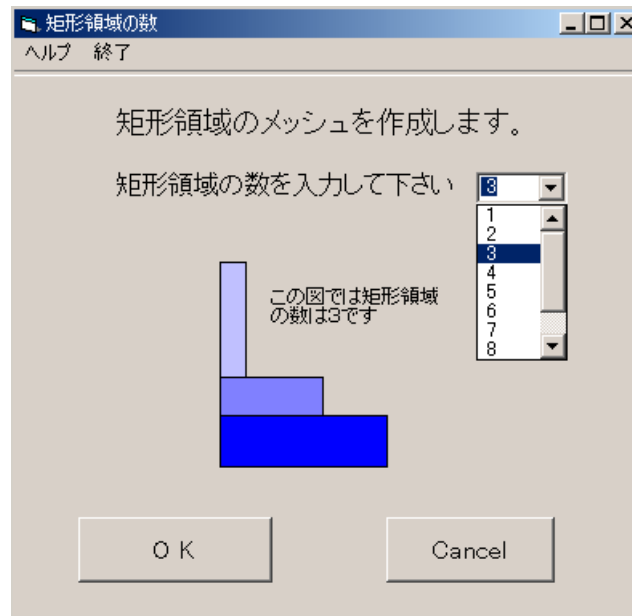 矩形領域の数
ヘルプ 終了
矩形領域のメッシュを作成します。
矩形領域の数を入力して下さい 3
1
2
3
4
5
6
7
8
この図では矩形領域
の数は3です
ＯＫ Cancel